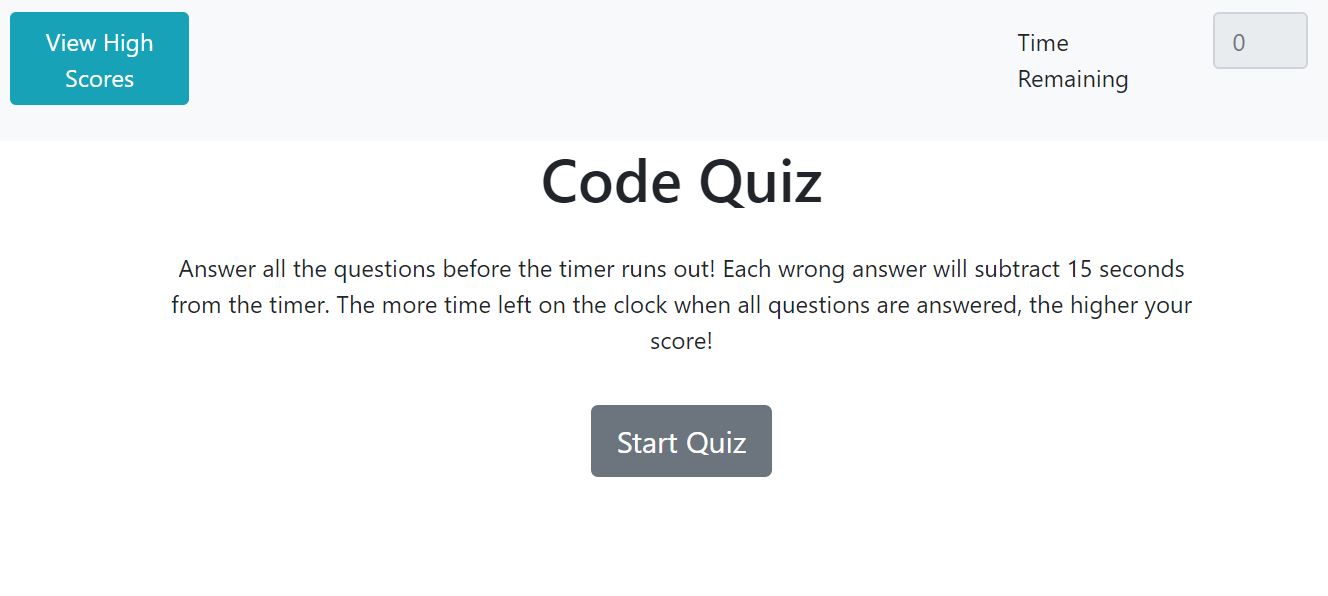 View High
Scores
Time
Remaining
0
Code Quiz
Answer all the questions before the timer runs out! Each wrong answer will subtract 15 seconds
from the timer. The more time left on the clock when all questions are answered, the higher your
score!
Start Quiz